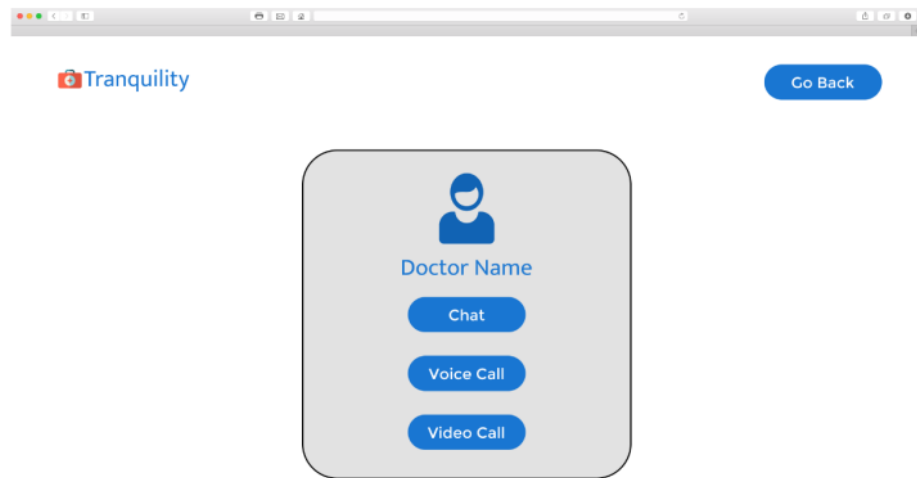 Tranquility
Go Back
Doctor Name
Chat
Voice Call
Video Call